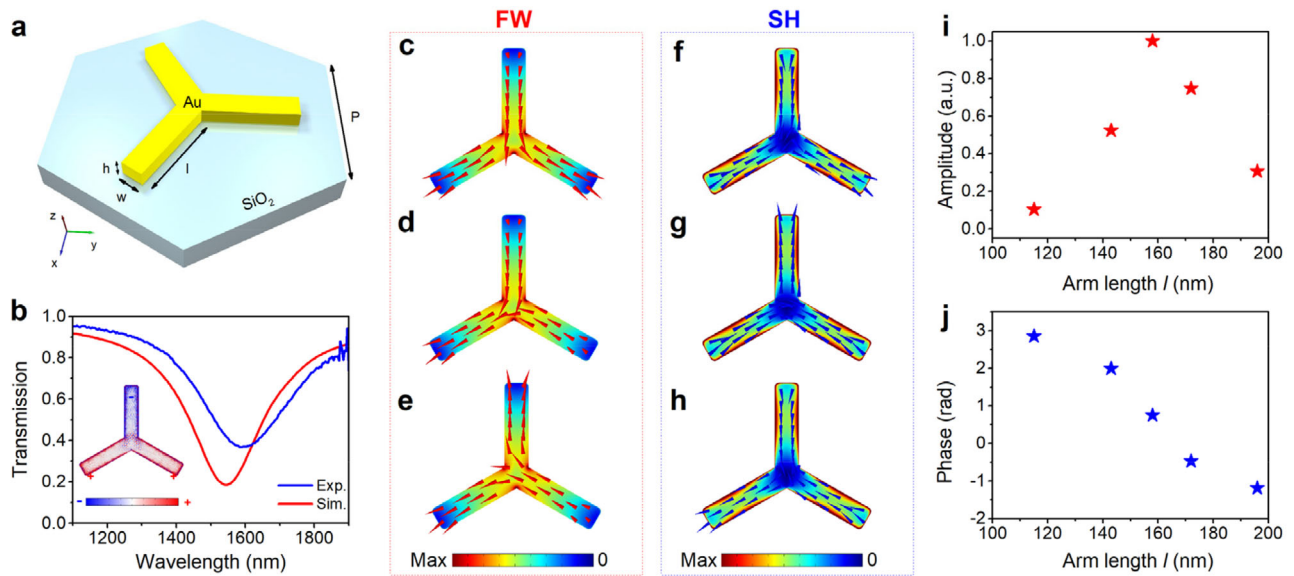 a
Au
h
w
l
P
SiO₂
z
y
x
b
1.0
0.8
0.6
0.4
0.2
0.0
Transmission
-
+ +
- +
Exp.
Sim.
1200 1400 1600 1800
Wavelength (nm)
FW
c
d
e
Max 0
SH
f
g
h
Max 0
i
1.0
0.8
0.6
0.4
0.2
0.0
Amplitude (a.u.)
100 120 140 160 180 200
Arm length l (nm)
j
3
2
1
0
-1
-2
Phase (rad)
100 120 140 160 180 200
Arm length l (nm)